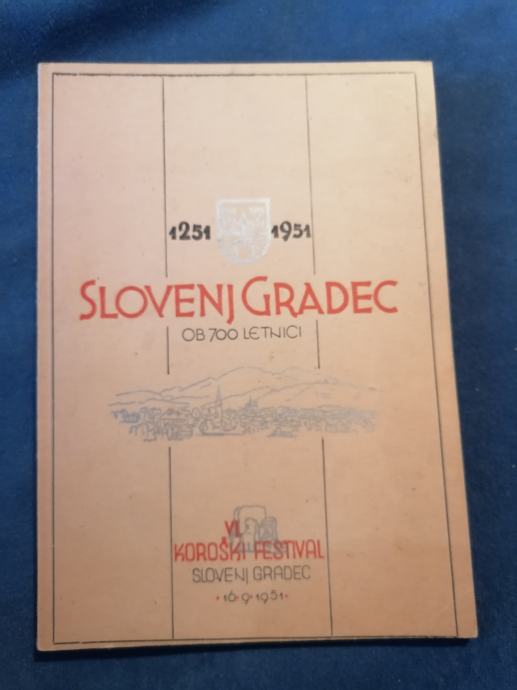 1251 1951
SLOVENJ GRADEC
OB 700 LETNICI
VI.
KOROŠKI FESTIVAL
SLOVENJ GRADEC
• 16•9•1951•